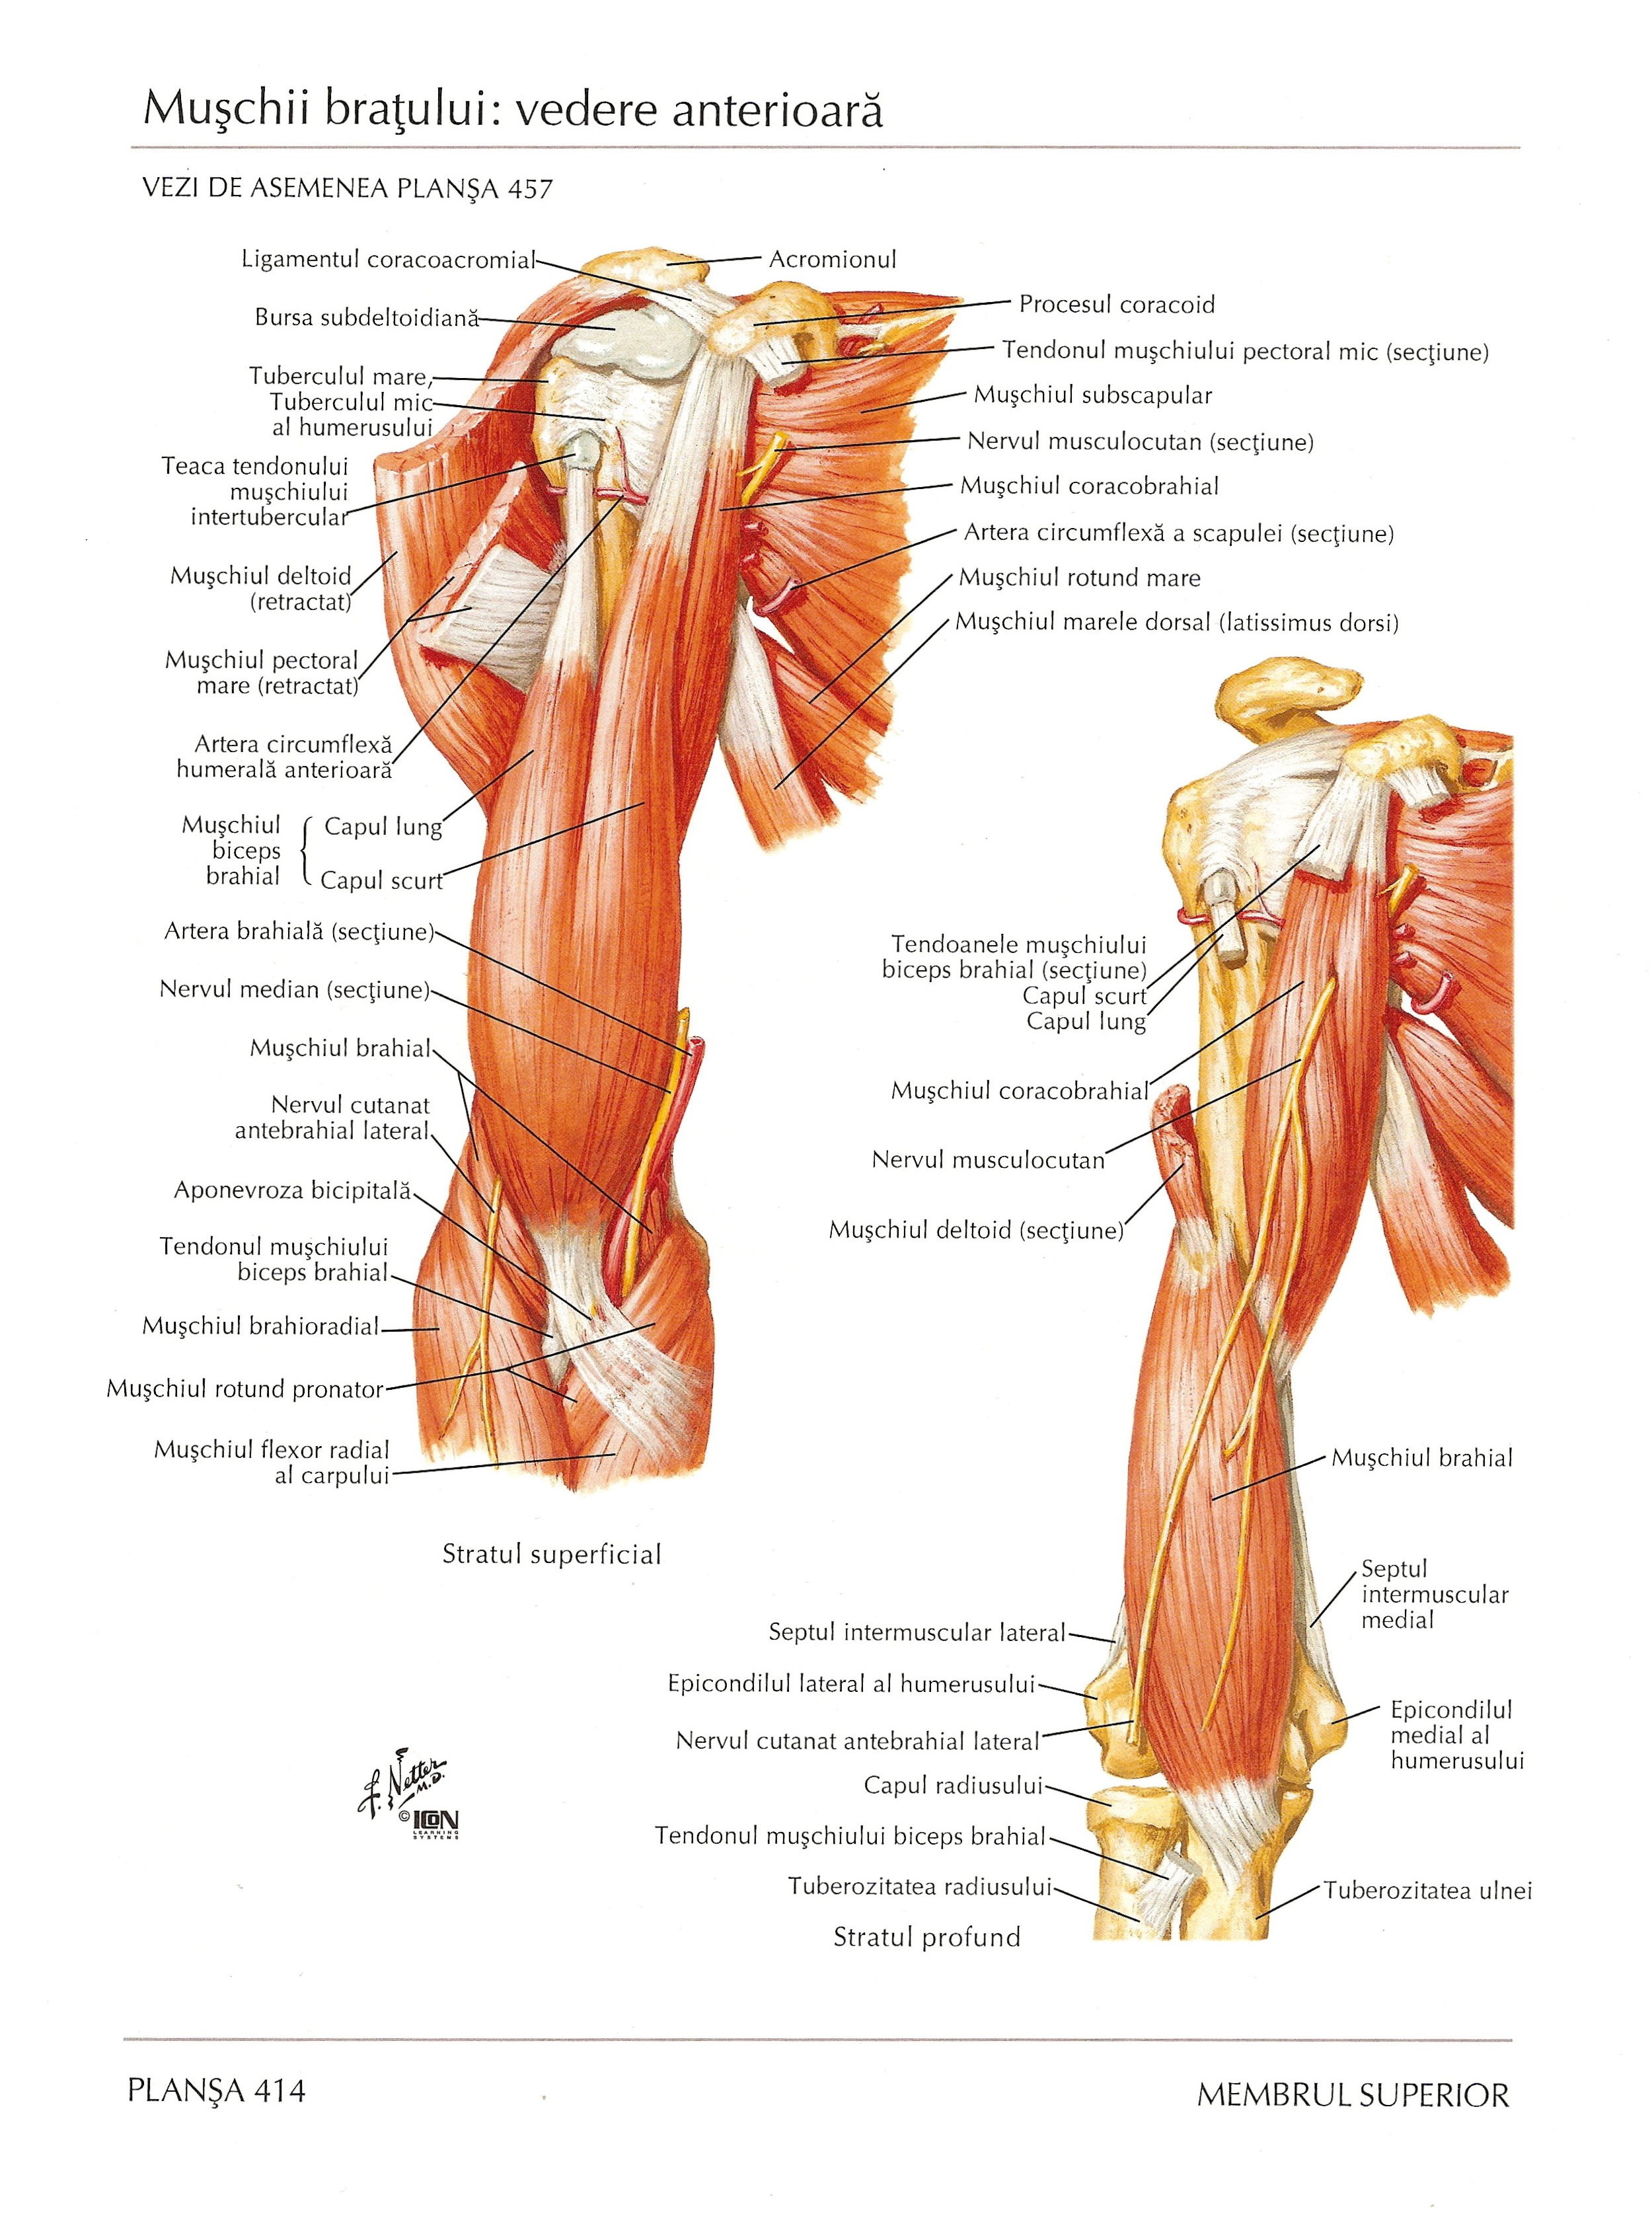 Muşchii braţului: vedere anterioară
VEZI DE ASEMENEA PLANŞA 457
Ligamentul coracoacromial
Bursa subdeltoidiană
Tuberculul mare,
Tuberculul mic
al humerusului
Teaca tendonului
muşchiului
intertubercular
Muşchiul deltoid
(retractat)
Muşchiul pectoral
mare (retractat)
Artera circumflexă
humerală anterioară
Muşchiul
biceps
brahial
Capul lung
Capul scurt
Artera brahială (secţiune)
Nervul median (secţiune)
Muşchiul brahial
Nervul cutanat
antebrahial lateral
Aponevroza bicipitală
Tendonul muşchiului
biceps brahial
Muşchiul brahioradial
Muşchiul rotund pronator
Muşchiul flexor radial
al carpului
Stratul superficial
Acromionul
Procesul coracoid
Tendonul muşchiului pectoral mic (secţiune)
Muşchiul subscapular
Nervul musculocutan (secţiune)
Muşchiul coracobrahial
Artera circumflexă a scapulei (secţiune)
Muşchiul rotund mare
Muşchiul marele dorsal (latissimus dorsi)
Tendoanele muşchiului
biceps brahial (secţiune)
Capul scurt
Capul lung
Muşchiul coracobrahial
Nervul musculocutan
Muşchiul deltoid (secţiune)
Muşchiul brahial
Septul
intermuscular
medial
Septul intermuscular lateral
Epicondilul lateral al humerusului
Nervul cutanat antebrahial lateral
Epicondilul
medial al
humerusului
Capul radiusului
Tendonul muşchiului biceps brahial
Tuberozitatea radiusului
Tuberozitatea ulnei
Stratul profund
F. Netter
M.D.
© ICON
LEARNING
SYSTEMS
PLANŞA 414
MEMBRUL SUPERIOR